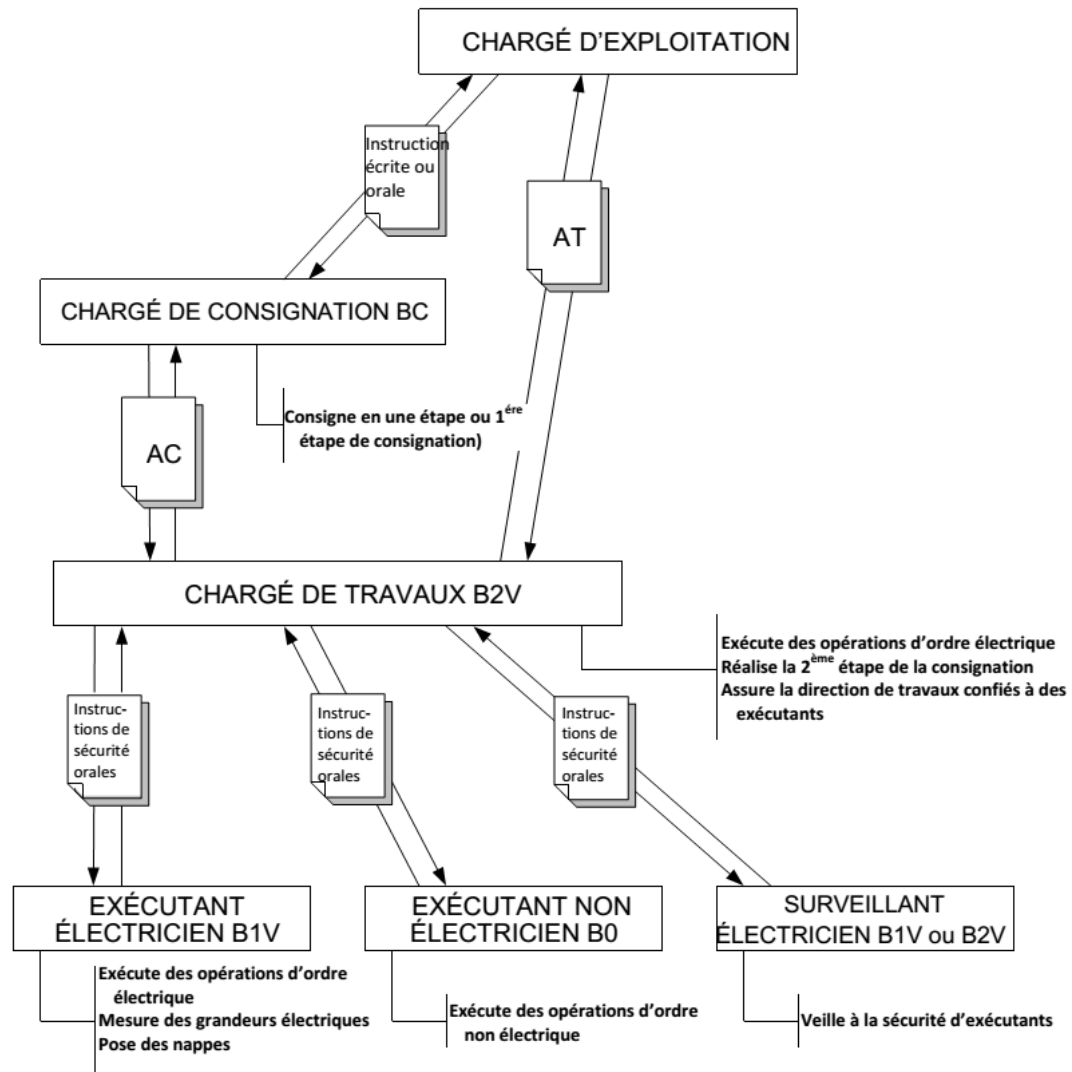 CHARGÉ D'EXPLOITATION
Instruction
écrite ou
orale
AT
CHARGÉ DE CONSIGNATION BC
Consigne en une étape ou 1ére
étape de consignation)
AC
CHARGÉ DE TRAVAUX B2V
Exécute des opérations d'ordre électrique
Réalise la 2ème étape de la consignation
Assure la direction de travaux confiés à des
exécutants
Instruc-
tions de
sécurité
orales
Instruc-
tions de
sécurité
orales
Instruc-
tions de
sécurité
orales
EXÉCUTANT
ÉLECTRICIEN B1V
EXÉCUTANT NON
ÉLECTRICIEN B0
SURVEILLANT
ÉLECTRICIEN B1V ou B2V
Exécute des opérations d'ordre
électrique
Mesure des grandeurs électriques
Pose des nappes
Exécute des opérations d'ordre
non électrique
Veille à la sécurité d'exécutants